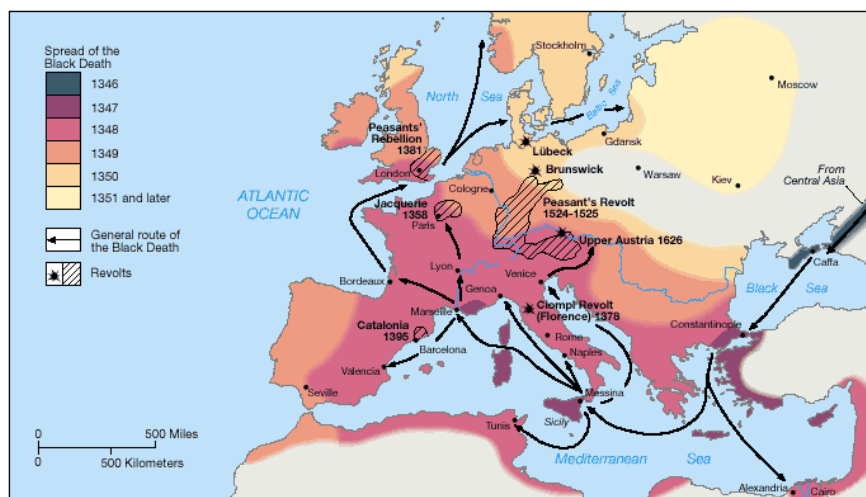 Spread of the
Black Death
1346
1347
1348
1349
1350
1351 and later
General route of
the Black Death
Revolts
ATLANTIC
OCEAN
North Sea
Baltic Sea
Stockholm
Moscow
Peasants'
Rebellion
1381
London
Lübeck
Gdansk
Brunswick
Warsaw
Kiev
From
Central Asia
Cologne
Jacquerie
1358
Paris
Peasant's Revolt
1524-1525
Upper Austria 1626
Caffa
Black Sea
Lyon
Venice
Bordeaux
Genoa
Marseille
Ciompl Revolt
(Florence) 1378
Constantinople
Catalonia
1395
Rome
Naples
Barcelona
Valencia
Seville
Messina
Sicily
Tunis
Mediterranean Sea
Alexandria
Cairo
0 500 Miles
0 500 Kilometers